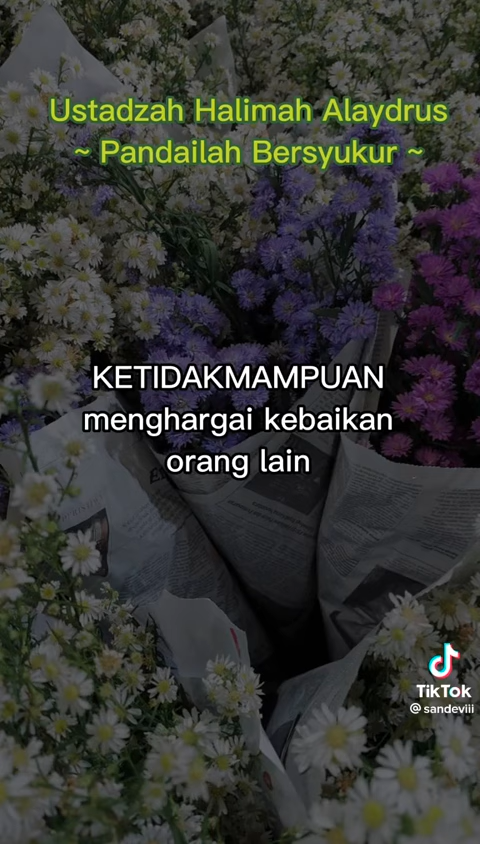 Ustadzah Halimah Alaydrus
~ Pandailah Bersyukur ~
KETIDAKMAMPUAN
menghargai kebaikan
orang lain
TikTok
@ sandeviii